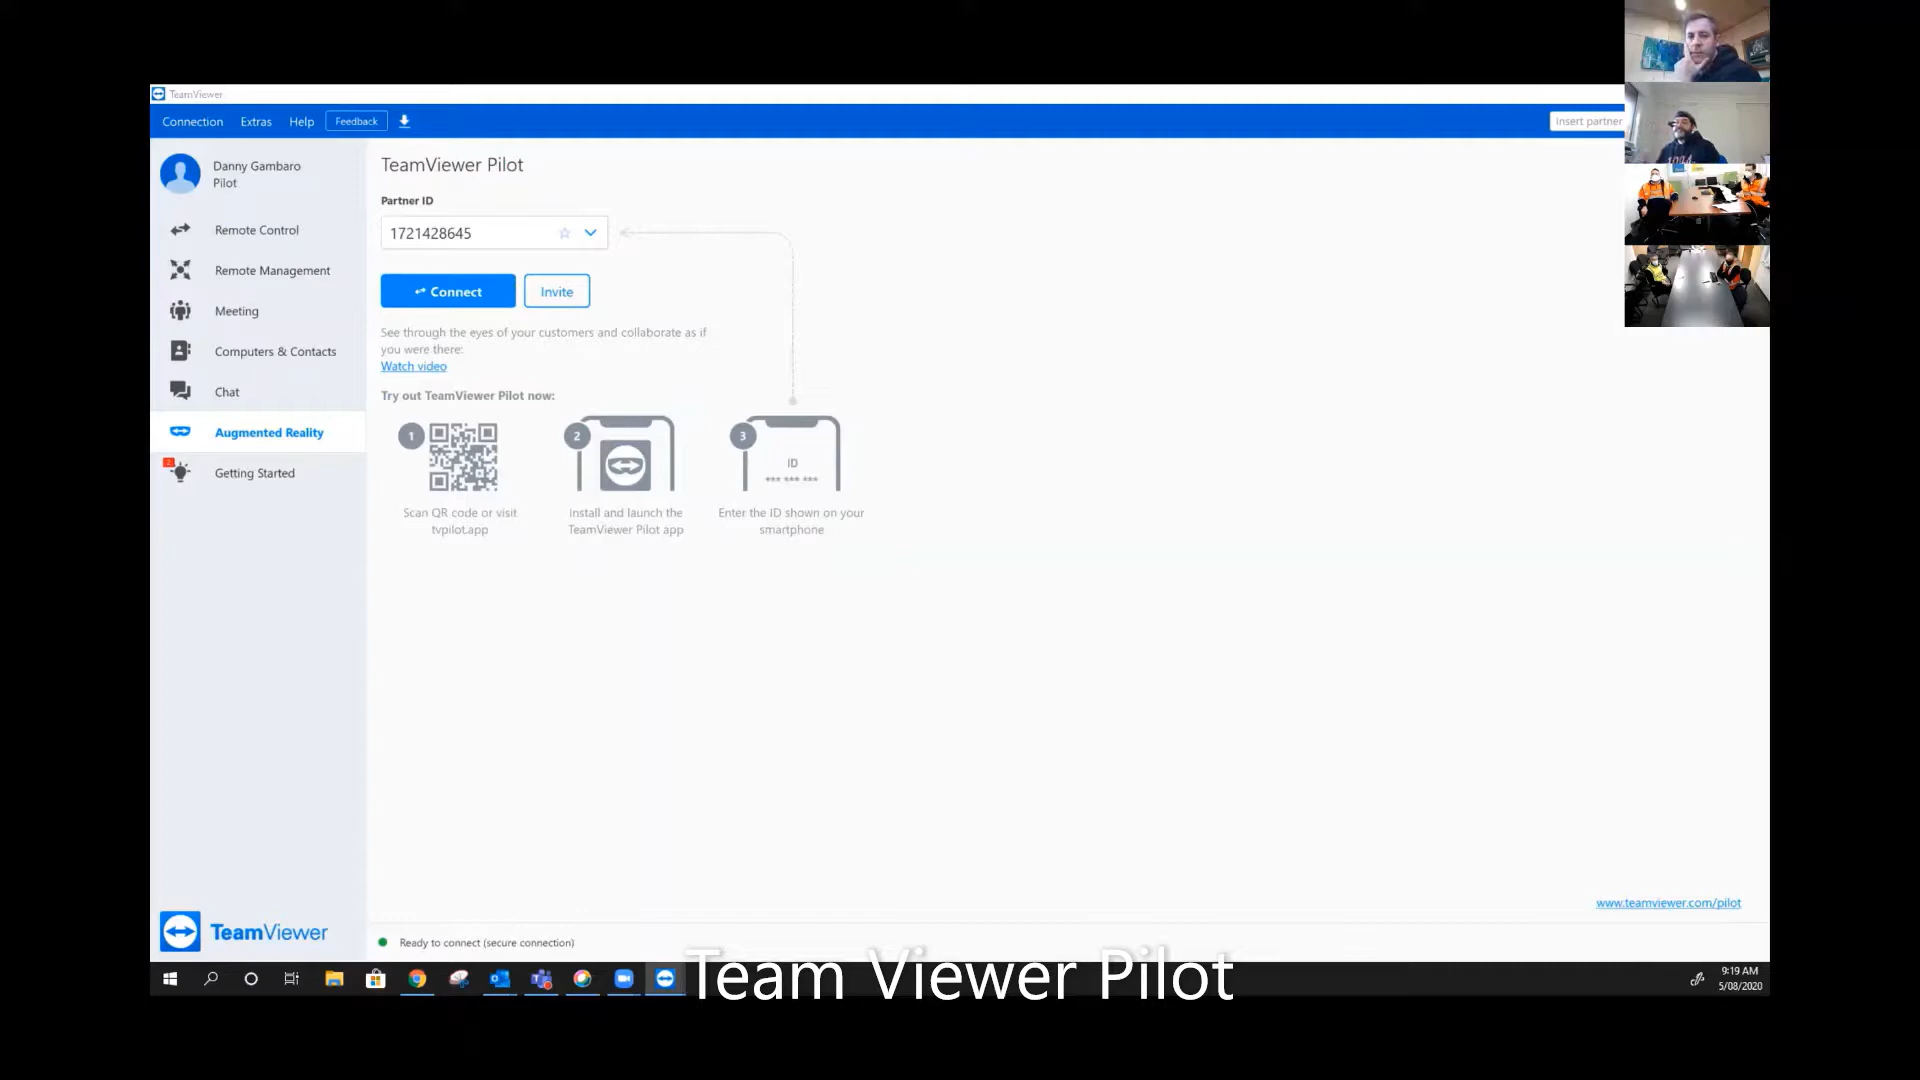 TeamViewer
Connection Extras Help Feedback
Insert partner
Danny Gambaro
Pilot
Remote Control
Remote Management
Meeting
Computers & Contacts
Chat
Augmented Reality
Getting Started
TeamViewer Pilot
Partner ID
1721428645
Connect Invite
See through the eyes of your customers and collaborate as if
you were there:
Watch video
Try out TeamViewer Pilot now:
1
2
3
ID
*** *** ***
Scan QR code or visit
tvpilot.app
Install and launch the
TeamViewer Pilot app
Enter the ID shown on your
smartphone
www.teamviewer.com/pilot
TeamViewer
Ready to connect (secure connection)
Team Viewer Pilot
9:19 AM
5/08/2020